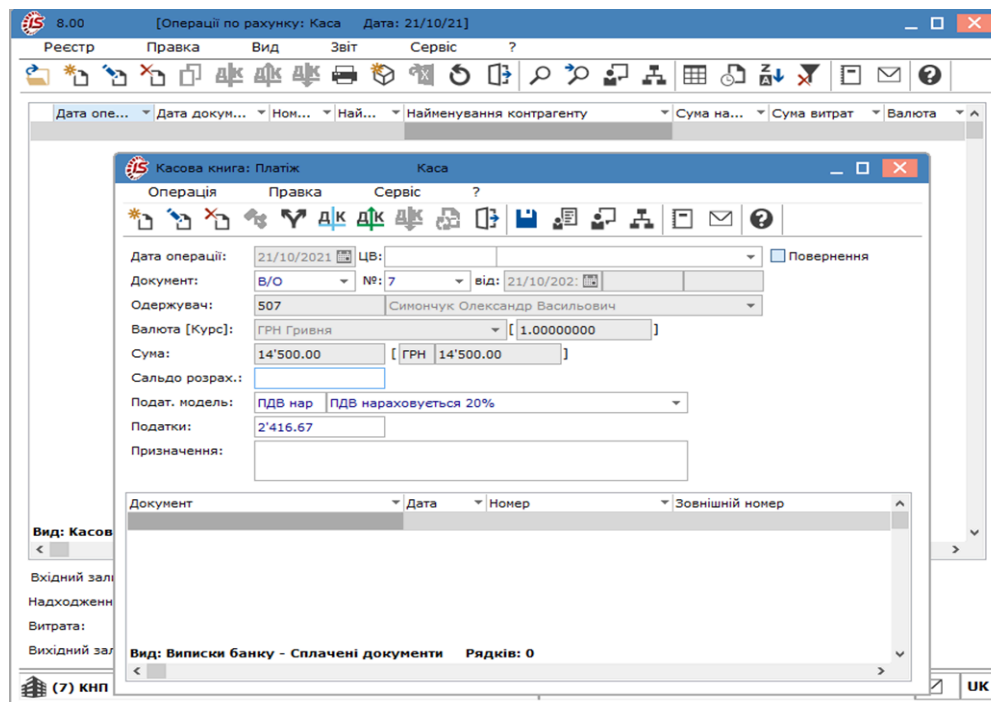 8.00 [Операції по рахунку: Каса Дата: 21/10/21]
Реєстр Правка Вид Звіт Сервіс ?
Дата опе... Дата докум... Ном... Най... Найменування контрагенту Сума на... Сума витрат Валюта
Касова книга: Платіж Каса
Операція Правка Сервіс ?
Дата операції: 21/10/2021 ЦВ: Повернення
Документ: В/О №: 7 від: 21/10/202
Одержувач: 507 Симончук Олександр Васильович
Валюта [Курс]: ГРН Гривня [ 1.00000000 ]
Сума: 14'500.00 [ ГРН 14'500.00 ]
Сальдо розрах.:
Подат. модель: ПДВ нар ПДВ нараховується 20%
Податки: 2'416.67
Призначення:
Документ Дата Номер Зовнішній номер
Вид: Касов
Вхідний зал
Надходженн
Витрата:
Вихідний зал
Вид: Виписки банку - Сплачені документи Рядків: 0
(7) КНП UK